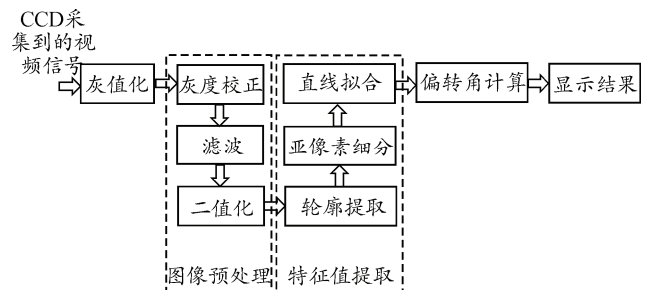 CCD采
集到的视
频信号
灰值化
灰度校正
滤波
二值化
图像预处理
轮廓提取
亚像素细分
直线拟合
特征值提取
偏转角计算
显示结果